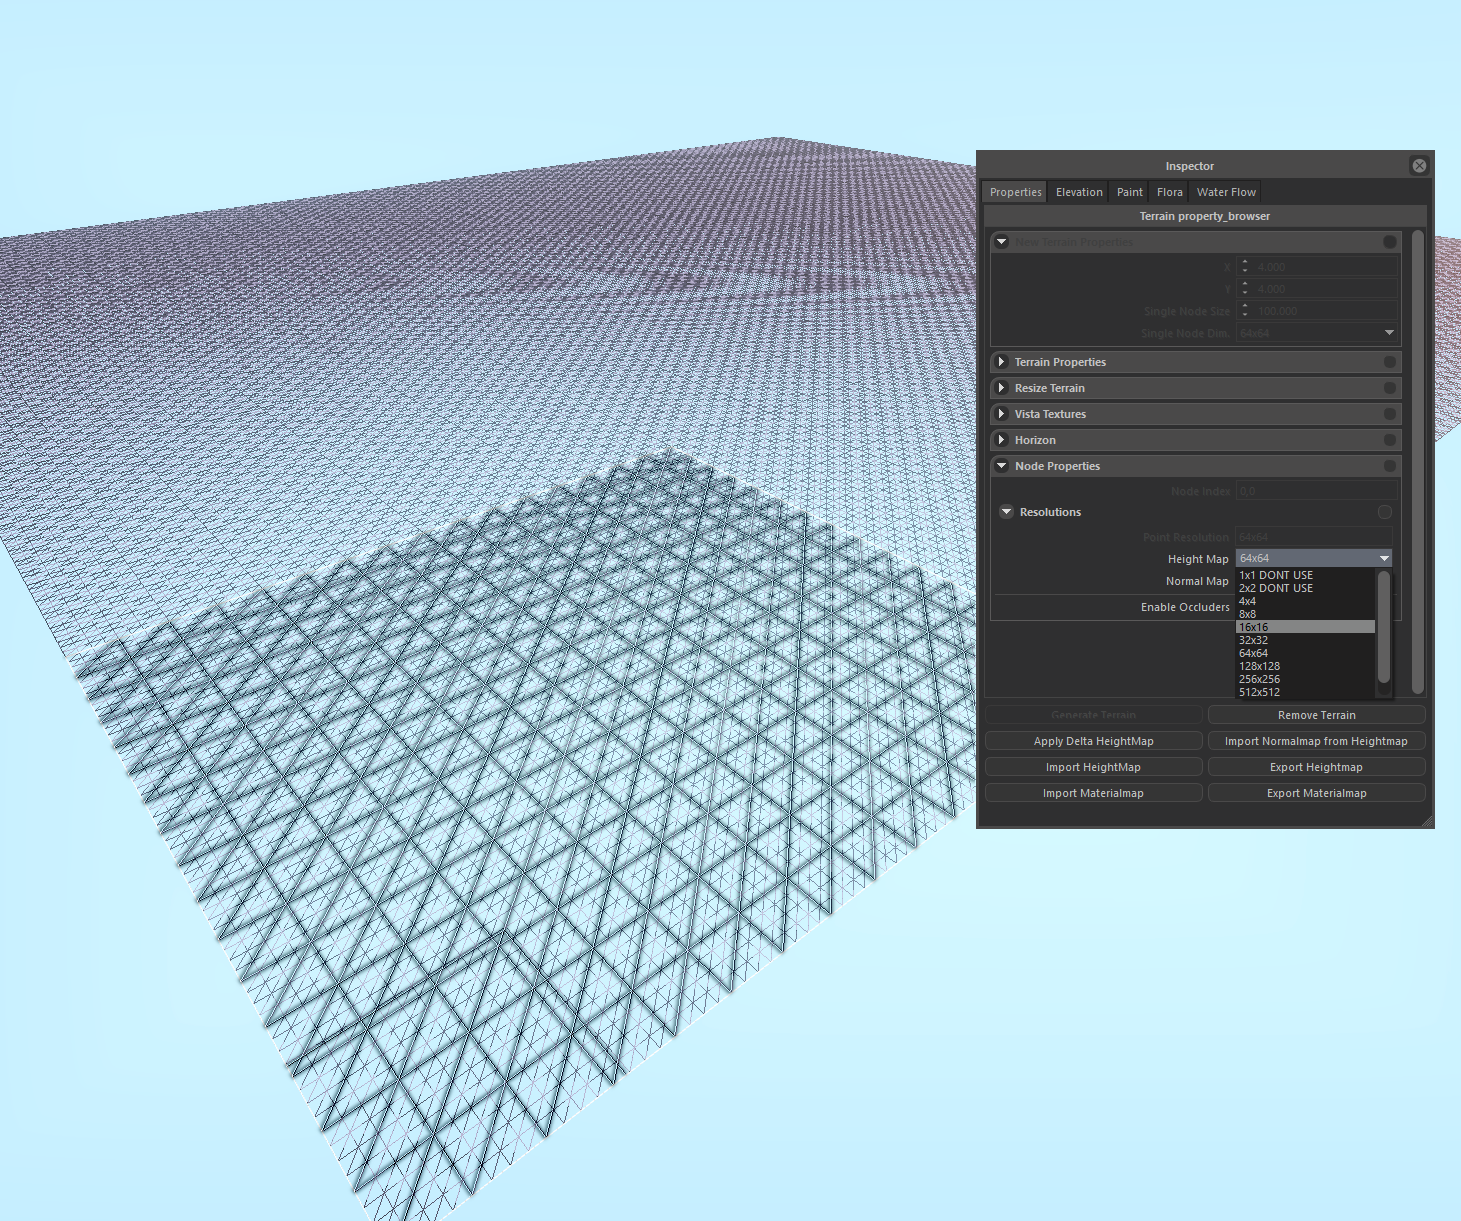 Inspector
Properties Elevation Paint Flora Water Flow
Terrain property_browser
New Terrain Properties
X 4.000
Y 4.000
Single Node Size 100.000
Single Node Dim. 64x64
Terrain Properties
Resize Terrain
Vista Textures
Horizon
Node Properties
Node Index 0;0
Resolutions
Point Resolution 64x64
Height Map 64x64
Normal Map
Enable Occluders
1x1 DONT USE
2x2 DONT USE
4x4
8x8
16x16
32x32
64x64
128x128
256x256
512x512
Generate Terrain Remove Terrain
Apply Delta HeightMap Import Normalmap from Heightmap
Import HeightMap Export Heightmap
Import Materialmap Export Materialmap